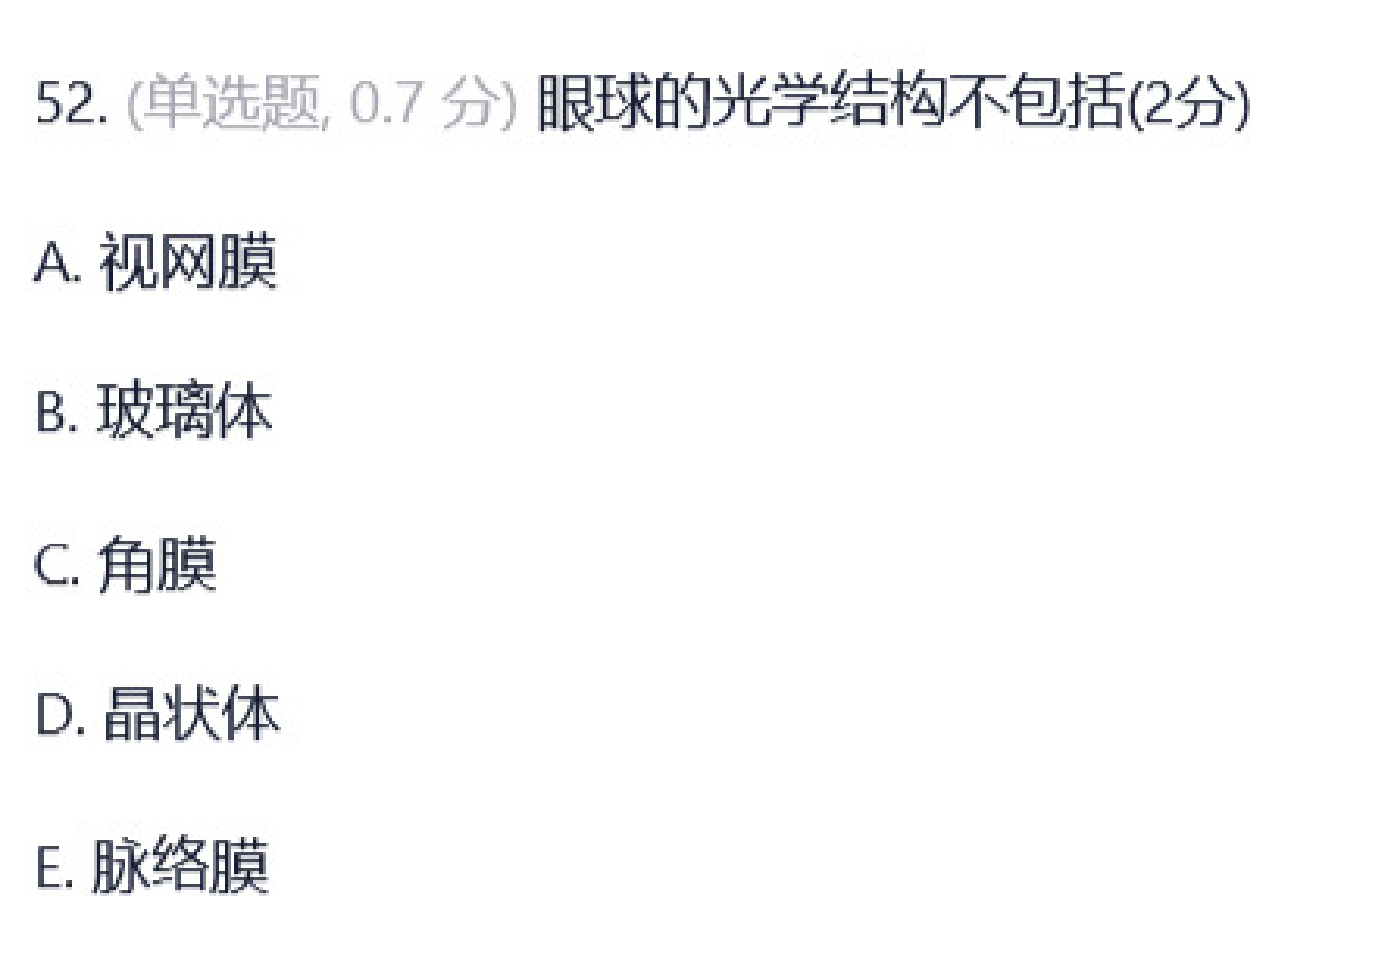 52. (单选题, 0.7 分) 眼球的光学结构不包括(2分)
A. 视网膜
B. 玻璃体
C. 角膜
D. 晶状体
E. 脉络膜